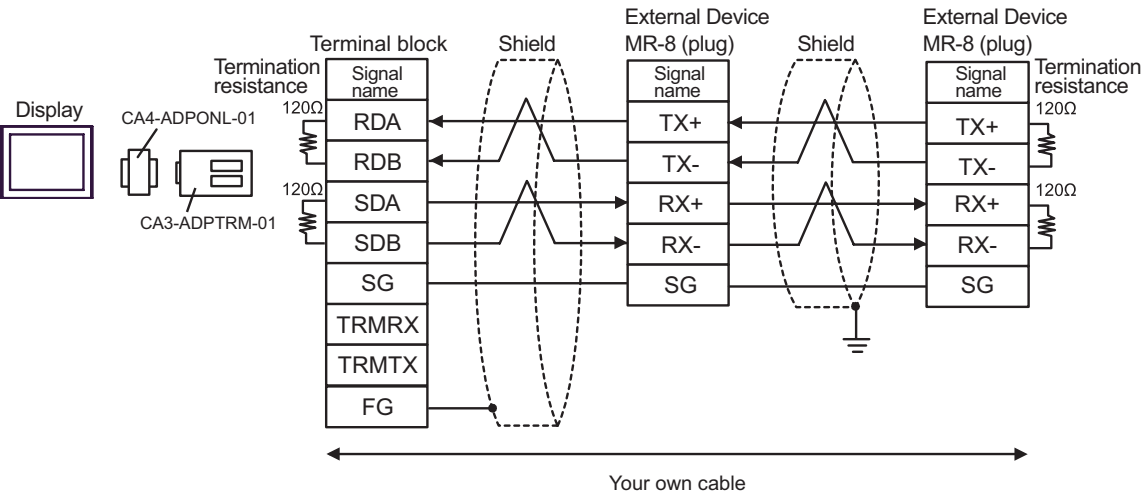 External Device
External Device
Terminal block
Shield
MR-8 (plug)
Shield
MR-8 (plug)
Termination
resistance
Signal
name
Signal
name
Signal
name
Termination
resistance
Display
CA4-ADPONL-01
CA3-ADPTRM-01
120Ω
RDA
TX+
TX+
120Ω
RDB
TX-
TX-
120Ω
SDA
RX+
RX+
120Ω
SDB
RX-
RX-
SG
SG
SG
TRMRX
TRMTX
FG
Your own cable